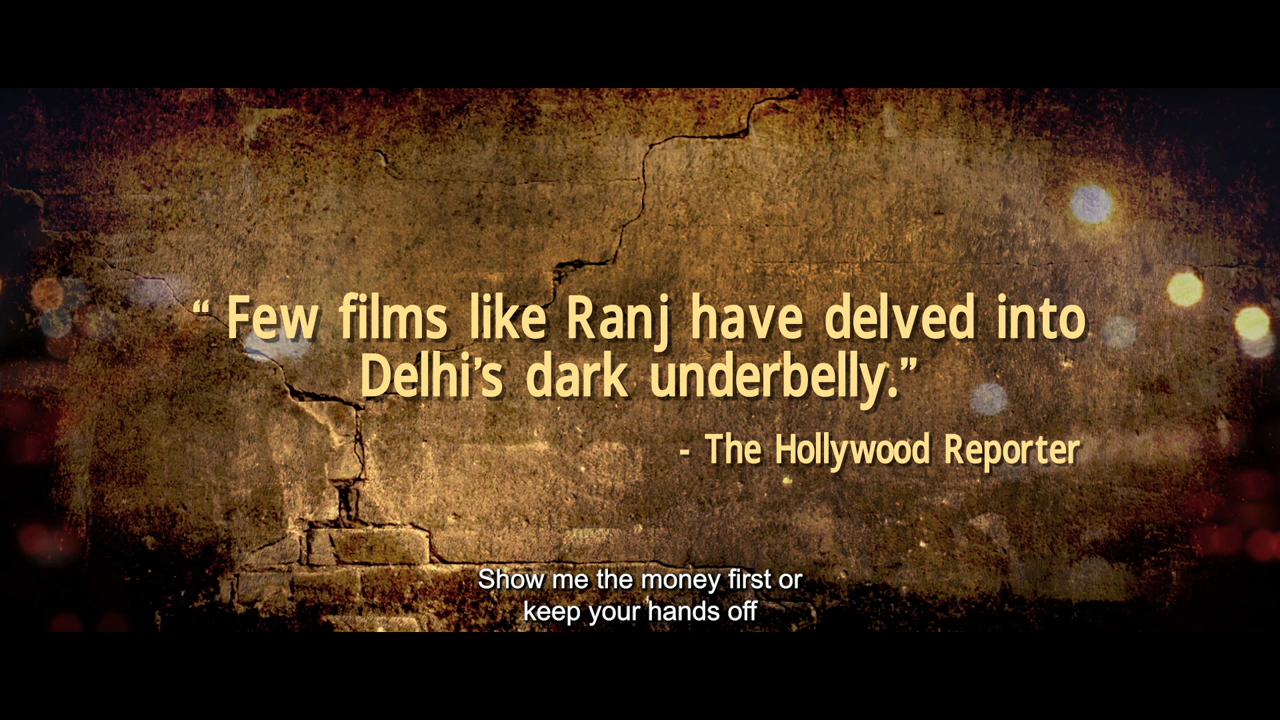 “ Few films like Ranj have delved into
Delhi’s dark underbelly.”
- The Hollywood Reporter
Show me the money first or
keep your hands off